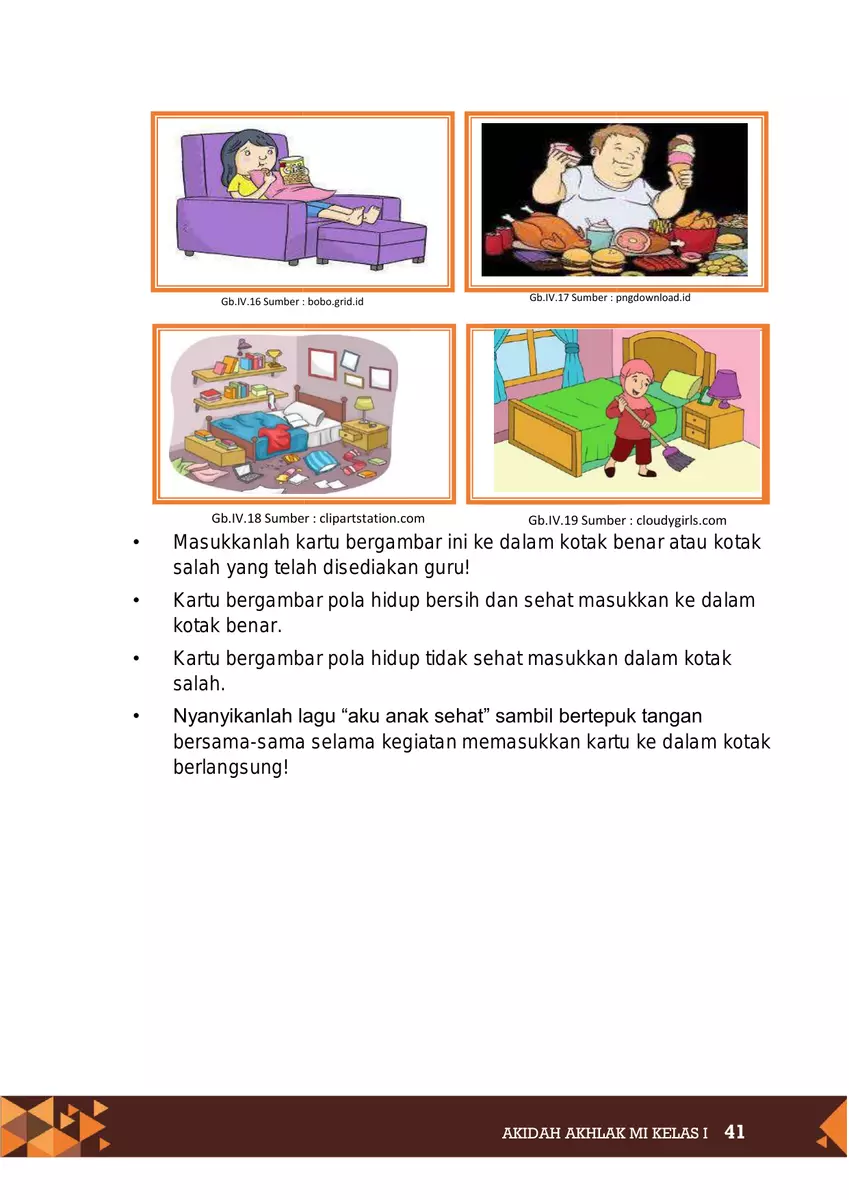 Gb.IV.16 Sumber : bobo.grid.id
Gb.IV.17 Sumber : pngdownload.id
Gb.IV.18 Sumber : clipartstation.com
Gb.IV.19 Sumber : cloudygirls.com
• Masukkanlah kartu bergambar ini ke dalam kotak benar atau kotak
salah yang telah disediakan guru!
• Kartu bergambar pola hidup bersih dan sehat masukkan ke dalam
kotak benar.
• Kartu bergambar pola hidup tidak sehat masukkan dalam kotak
salah.
• Nyanyikanlah lagu “aku anak sehat” sambil bertepuk tangan
bersama-sama selama kegiatan memasukkan kartu ke dalam kotak
berlangsung!
AKIDAH AKHLAK MI KELAS I 41